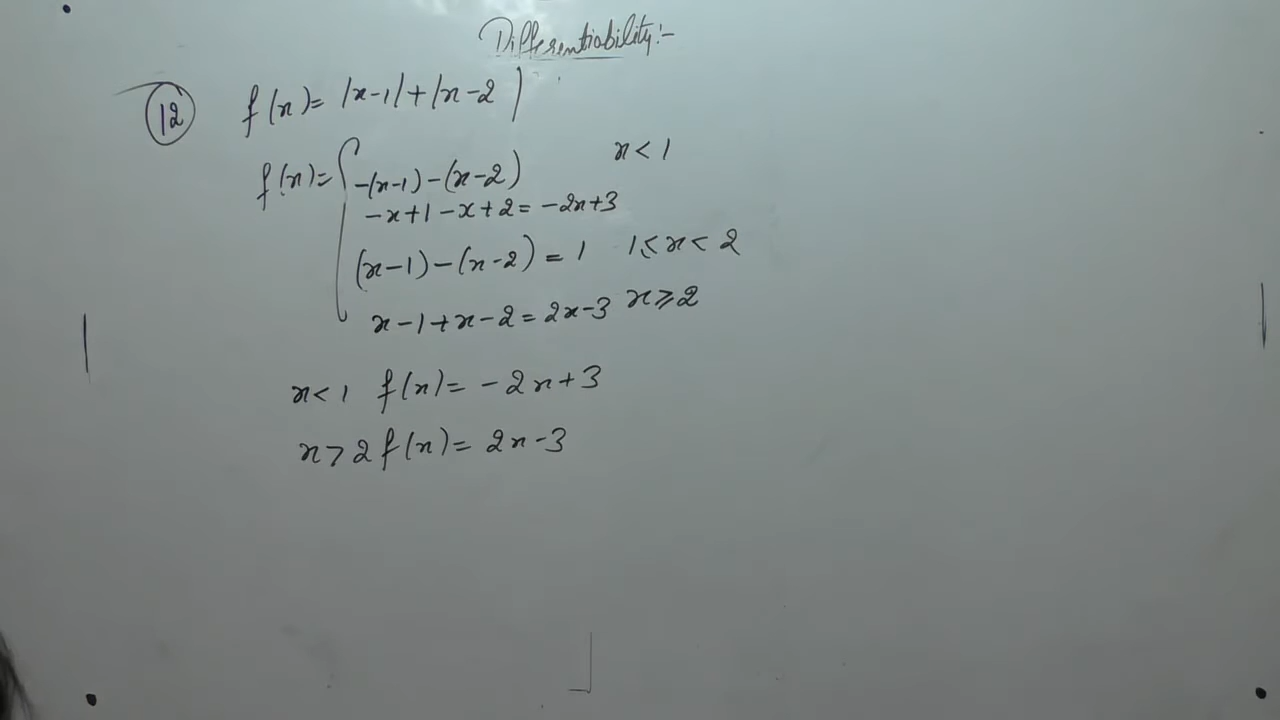 Differentiability:-
12 f(x)= |x-1|+|x-2|
f(x)= { -(x-1)-(x-2) x<1
-x+1-x+2=-2x+3
(x-1)-(x-2)=1 1≤x<2
x-1+x-2=2x-3 x≥2
x<1 f(x)= -2x+3
x>2 f(x)= 2x-3